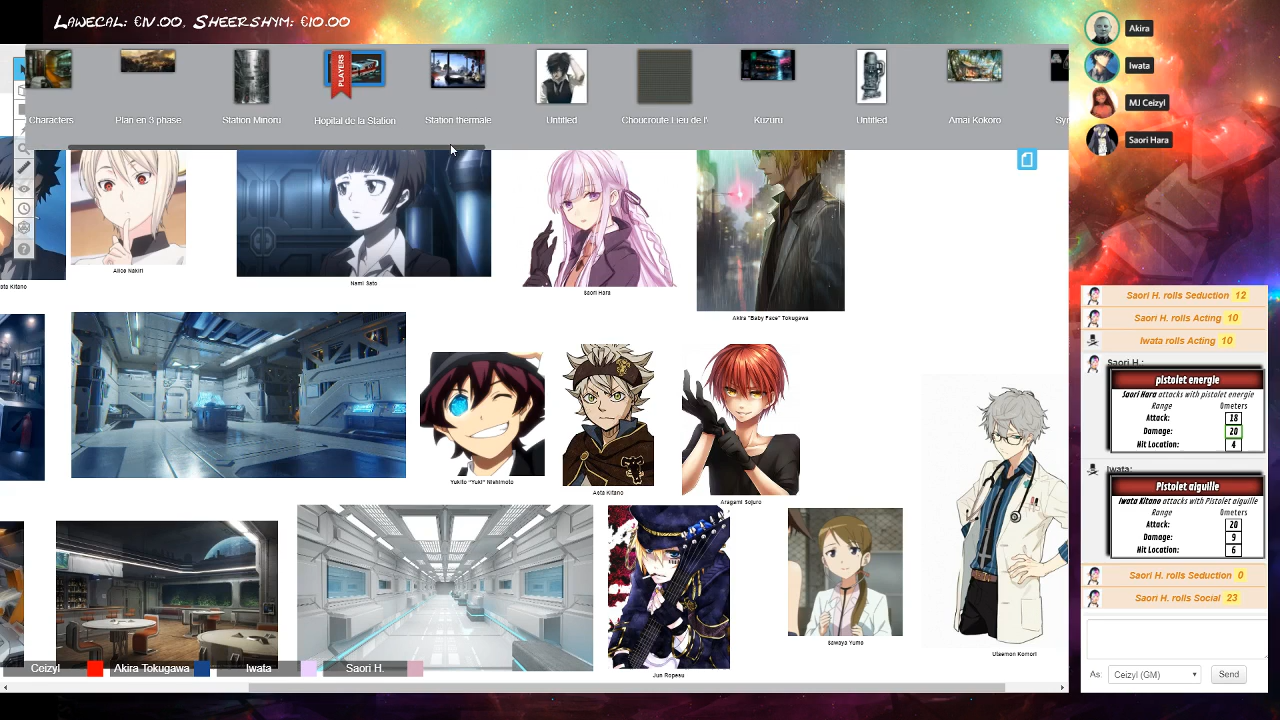 Lawecal: €IV.00, Sheershym: €10.00
Akira
Iwata
MJ Ceizyl
Saori Hara
PLAYERS
Characters
Plan en 3 phase
Station Minoru
Hopital de la Station
Station thermale
Untitled
Choucroute Lieu de l'
Kuzuru
Untitled
Amai Kokoro
Kitano
Alice Nakiri
Nami Sato
Saori Hara
Akira "Baby Face" Tokugawa
Yukito "Yuki" Nishimoto
Asta Kitano
Aragami Sojuro
Jun Ropesu
Sawaya Yumo
Utaemon Komori
Ceizyl
Akira Tokugawa
Iwata
Saori H.
Saori H. rolls Seduction 12
Saori H. rolls Acting 10
Iwata rolls Acting 10
Saori H.:
pistolet energie
Saori Hara attacks with pistolet energie
Range 0meters
Attack: 18
Damage: 20
Hit Location: 4
Iwata:
Pistolet aiguille
Iwata Kitano attacks with Pistolet aiguille
Range 0meters
Attack: 20
Damage: 9
Hit Location: 6
Saori H. rolls Seduction 0
Saori H. rolls Social 23
As: Ceizyl (GM) Send